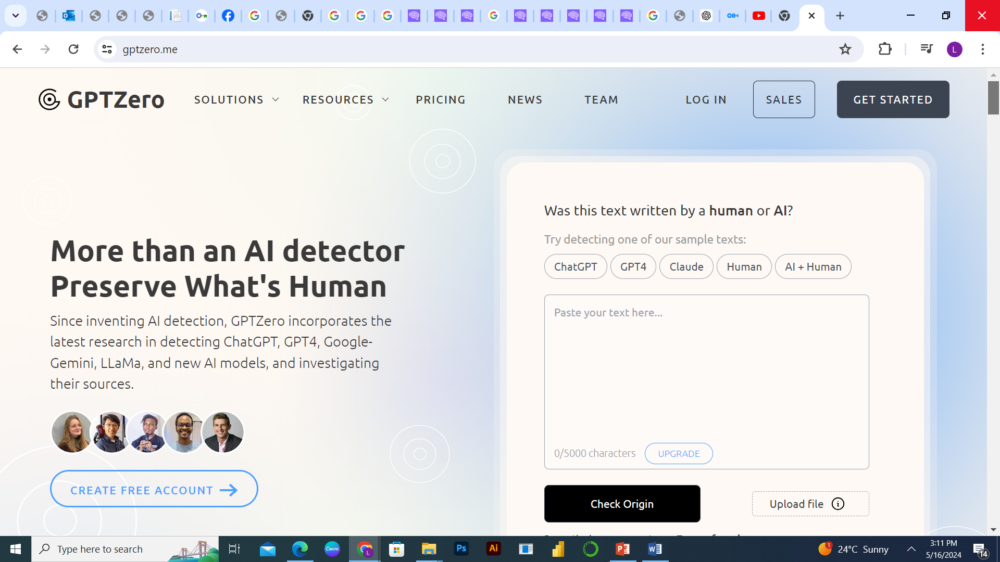 gptzero.me
L
GPTZero
SOLUTIONS
RESOURCES
PRICING
NEWS
TEAM
LOG IN
SALES
GET STARTED
More than an AI detector
Preserve What's Human
Since inventing AI detection, GPTZero incorporates the
latest research in detecting ChatGPT, GPT4, Google-
Gemini, LLaMa, and new AI models, and investigating
their sources.
CREATE FREE ACCOUNT
Was this text written by a human or AI?
Try detecting one of our sample texts:
ChatGPT
GPT4
Claude
Human
AI + Human
Paste your text here...
0/5000 characters
UPGRADE
Check Origin
Upload file
Type here to search
Canva
L
Ps
Ai
P
W
1
24°C Sunny
3:11 PM
5/16/2024
14